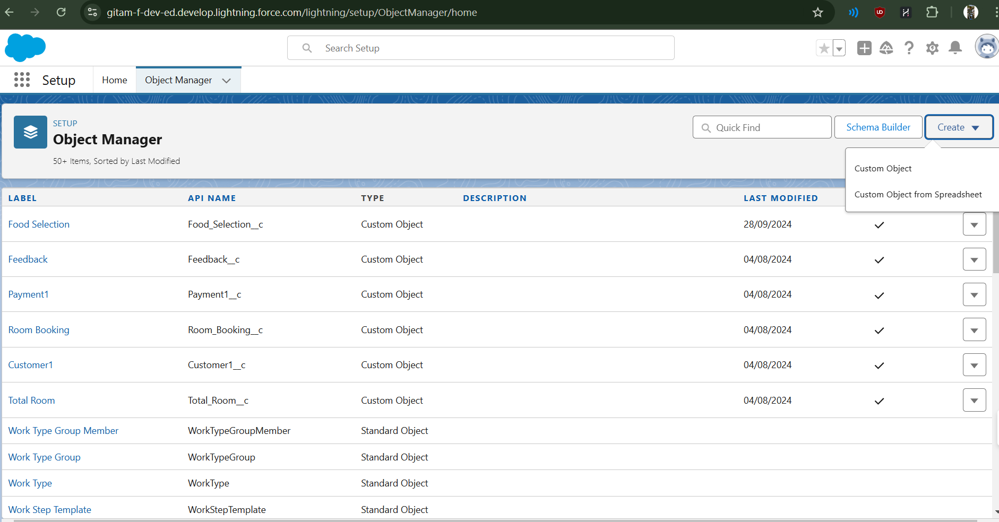 gitam-f-dev-ed.develop.lightning.force.com/lightning/setup/ObjectManager/home
Search Setup
Setup
Home
Object Manager
SETUP
Object Manager
50+ Items, Sorted by Last Modified
Quick Find
Schema Builder
Create
Custom Object
Custom Object from Spreadsheet
LABEL API NAME TYPE DESCRIPTION LAST MODIFIED
Food Selection Food_Selection__c Custom Object 28/09/2024
Feedback Feedback__c Custom Object 04/08/2024
Payment1 Payment1__c Custom Object 04/08/2024
Room Booking Room_Booking__c Custom Object 04/08/2024
Customer1 Customer1__c Custom Object 04/08/2024
Total Room Total_Room__c Custom Object 04/08/2024
Work Type Group Member WorkTypeGroupMember Standard Object
Work Type Group WorkTypeGroup Standard Object
Work Type WorkType Standard Object
Work Step Template WorkStepTemplate Standard Object